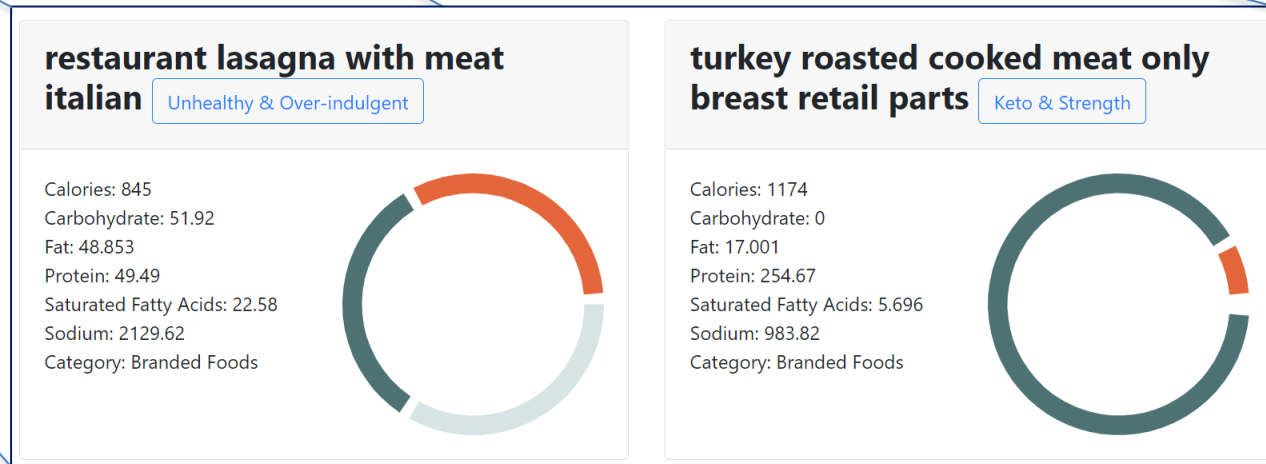 restaurant lasagna with meat
italian Unhealthy & Over-indulgent
Calories: 845
Carbohydrate: 51.92
Fat: 48.853
Protein: 49.49
Saturated Fatty Acids: 22.58
Sodium: 2129.62
Category: Branded Foods
turkey roasted cooked meat only
breast retail parts Keto & Strength
Calories: 1174
Carbohydrate: 0
Fat: 17.001
Protein: 254.67
Saturated Fatty Acids: 5.696
Sodium: 983.82
Category: Branded Foods